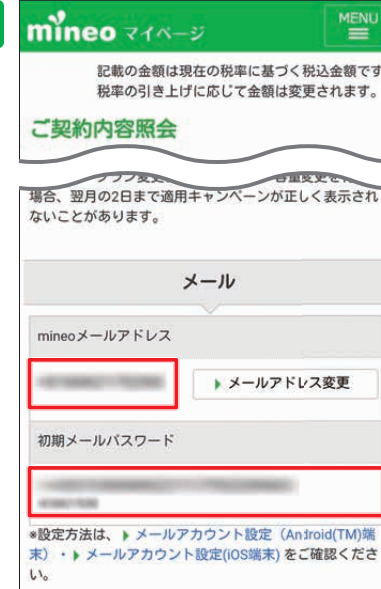 mineo マイページ
MENU
記載の金額は現在の税率に基づく税込金額です
税率の引き上げに応じて金額は変更されます。
ご契約内容照会
場合、翌月の2日まで適用キャンペーンが正しく表示され
ないことがあります。
メール
mineoメールアドレス
メールアドレス変更
初期メールパスワード
*設定方法は、メールアカウント設定（Android(TM)端
末）・メールアカウント設定(iOS端末) をご確認くださ
い。